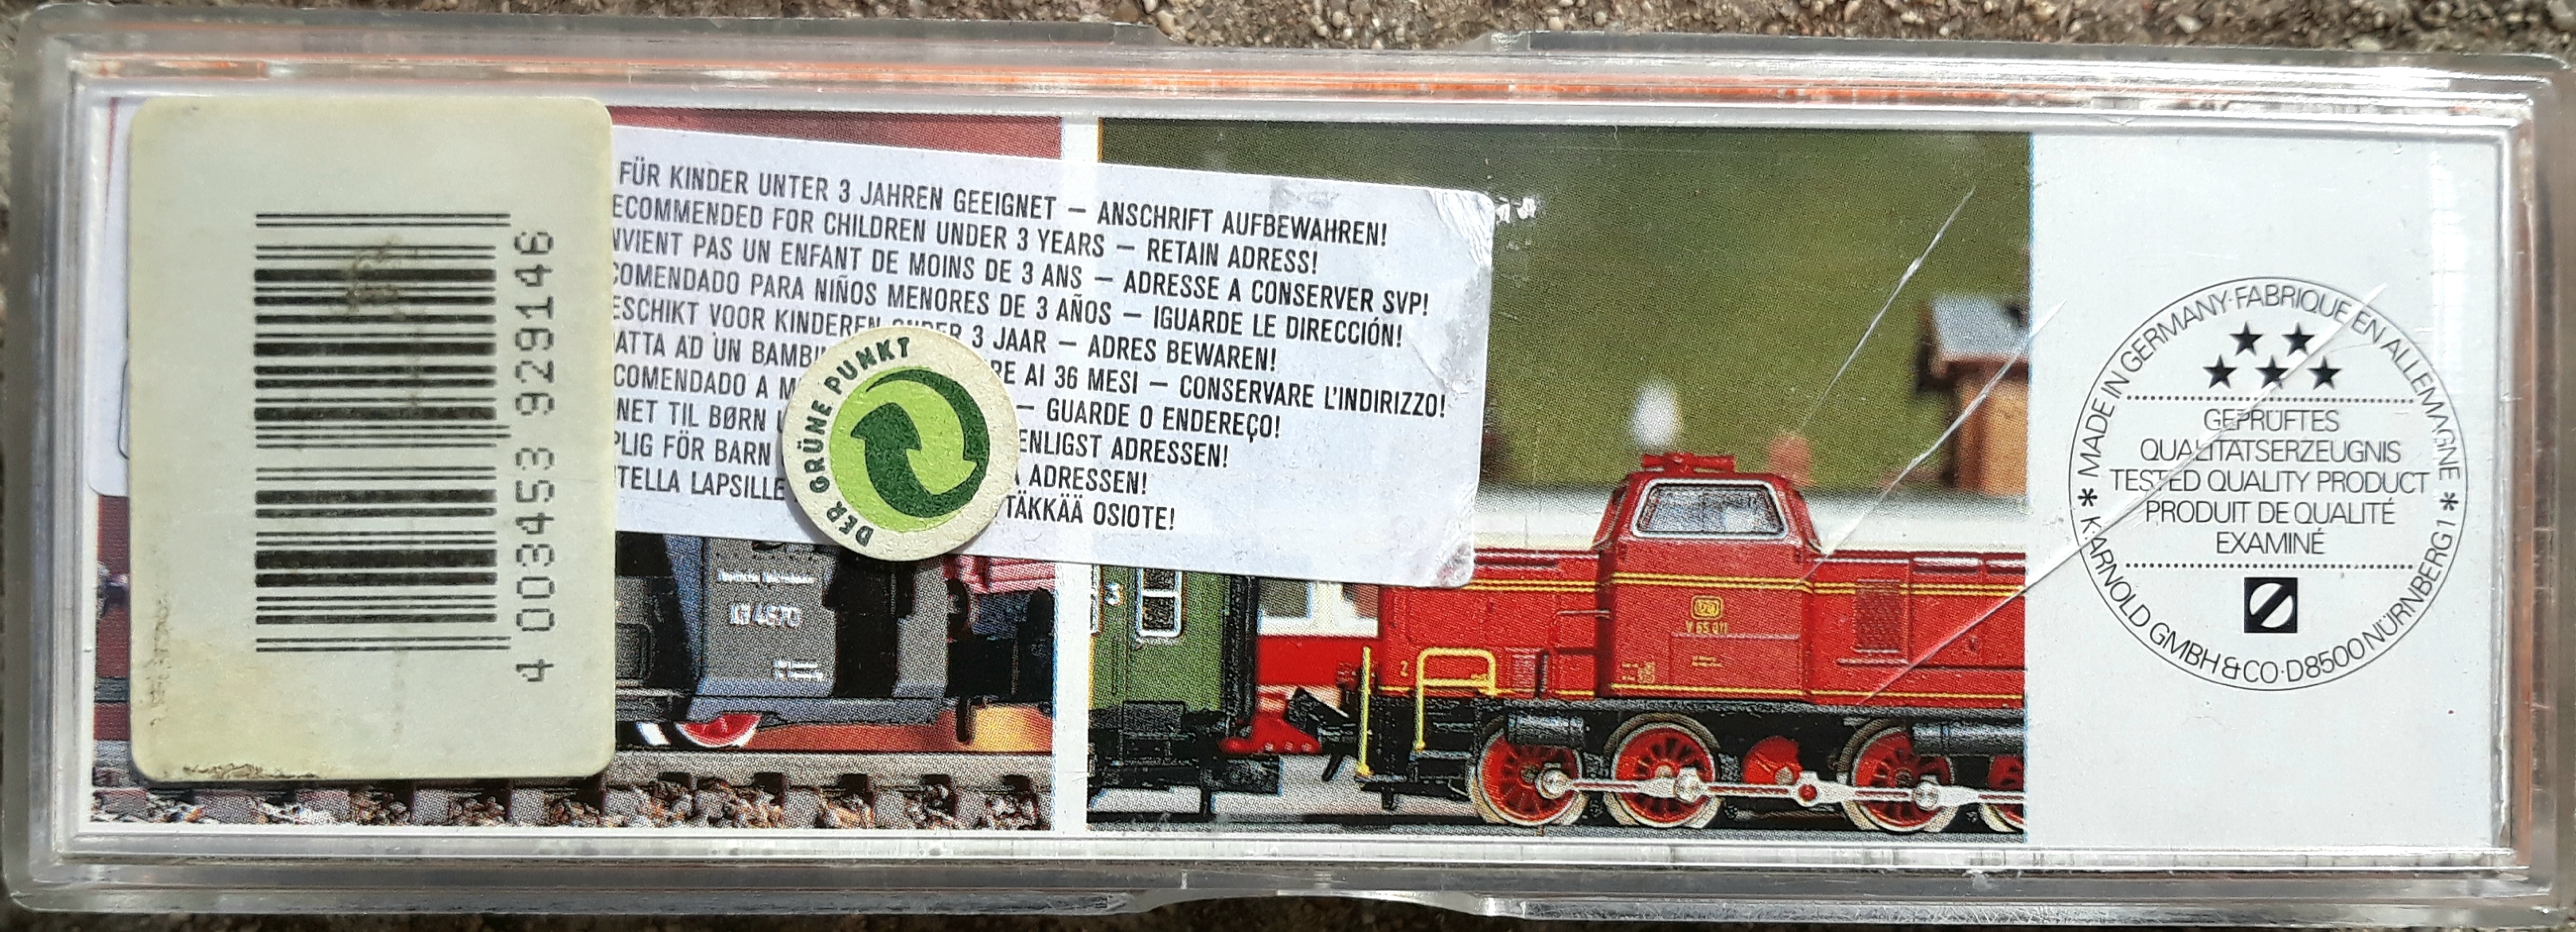 4 003453 929146
FÜR KINDER UNTER 3 JAHREN GEEIGNET — ANSCHRIFT AUFBEWAHREN!
ECOMMENDED FOR CHILDREN UNDER 3 YEARS — RETAIN ADRESS!
NVIENT PAS UN ENFANT DE MOINS DE 3 ANS — ADRESSE A CONSERVER SVP!
COMENDADO PARA NIÑOS MENORES DE 3 AÑOS — IGUARDE LE DIRECCIÓN!
ESCHIKT VOOR KINDEREN ONDER 3 JAAR — ADRES BEWAREN!
ATTA AD UN BAMBI RE AI 36 MESI — CONSERVARE L'INDIRIZZO!
COMENDADO A M — GUARDE O ENDEREÇO!
NET TIL BØRN U ENLIGST ADRESSEN!
PLIG FÖR BARN A ADRESSEN!
TELLA LAPSILLE TÄKKÄÄ OSIOTE!
DER GRÜNE PUNKT
3
DB
V 65 011
2
✱ MADE IN GERMANY·FABRIQUE EN ALLEMAGNE ✱
GEPRÜFTES
QUALITÄTSERZEUGNIS
TESTED QUALITY PRODUCT
PRODUIT DE QUALITÉ
EXAMINÉ
K·ARNOLD GMBH & CO·D8500 NÜRNBERG 1